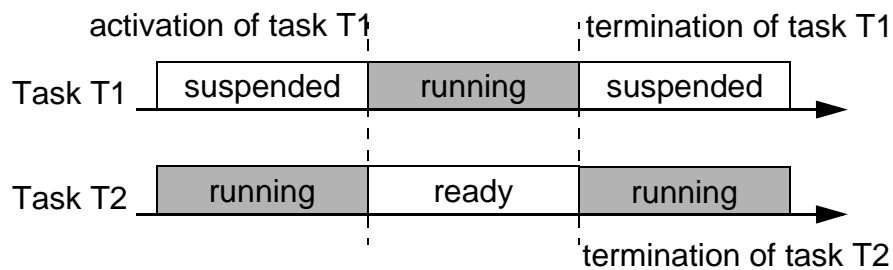 activation of task T1 termination of task T1
Task T1 suspended running suspended
Task T2 running ready running
termination of task T2